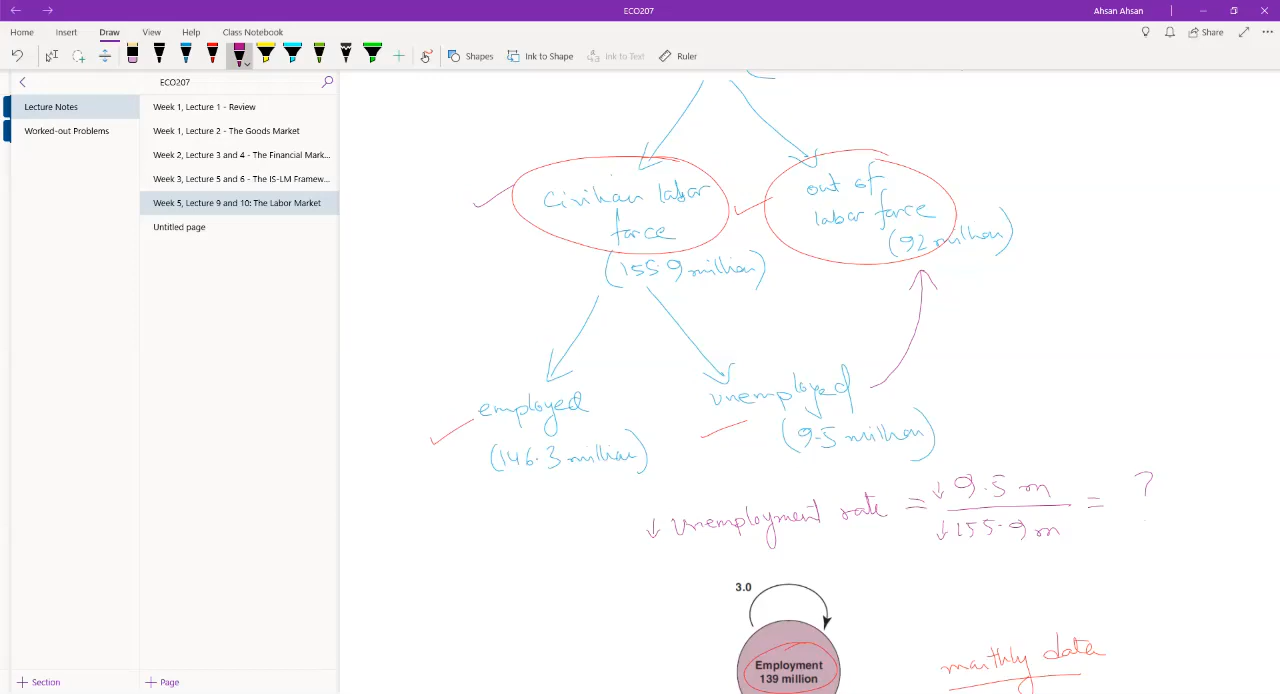 ECO207
Ahsan Ahsan
Home Insert Draw View Help Class Notebook
Share
Shapes Ink to Shape Ink to Text Ruler
ECO207
Lecture Notes
Worked-out Problems
Week 1, Lecture 1 - Review
Week 1, Lecture 2 - The Goods Market
Week 2, Lecture 3 and 4 - The Financial Mark...
Week 3, Lecture 5 and 6 - The IS-LM Framew...
Week 5, Lecture 9 and 10: The Labor Market
Untitled page
civilian labor
force
(155.9 million)
out of
labor force
(92 million)
employed
(146.3 million)
unemployed
(9.5 million)
↓ Unemployment rate = ↓ 9.5 m / ↓ 155.9 m = ?
3.0
Employment
139 million
monthly data
+ Section
+ Page